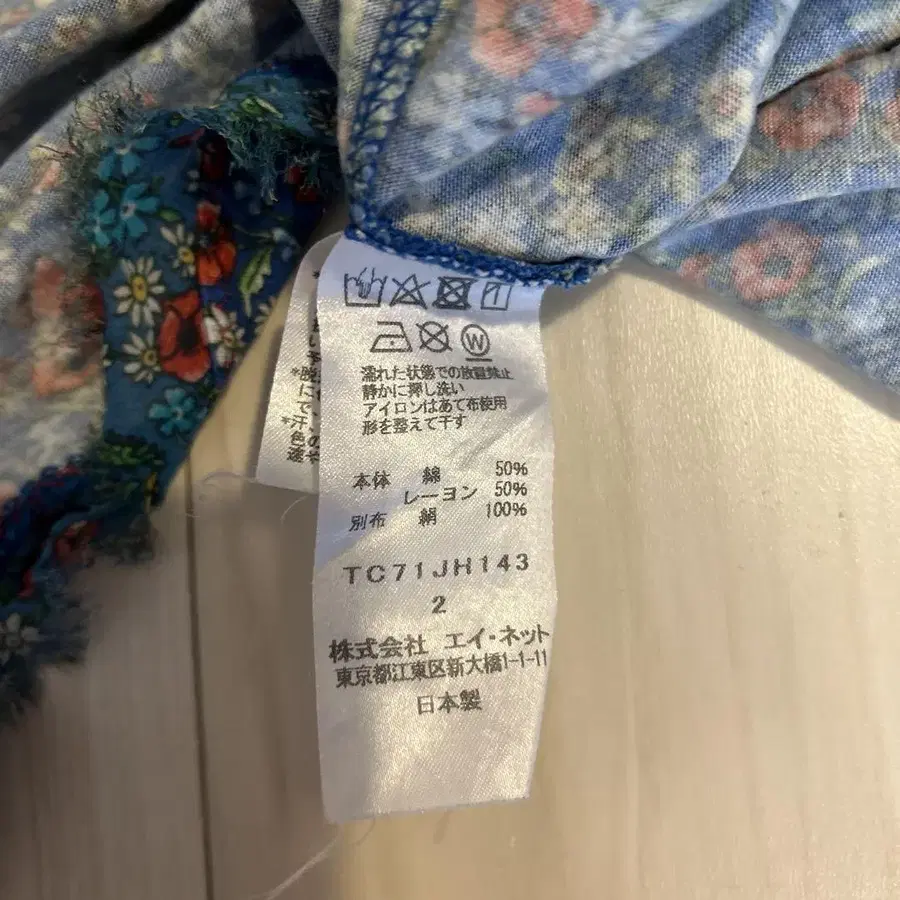 W
濡れた状態での放置禁止
静かに押し洗い
アイロンはあて布使用
形を整えて干す
本体 綿 50%
レーヨン 50%
別布 絹 100%
TC71JH143
2
株式会社 エイ・ネット
東京都江東区新大橋1-1-11
日本製